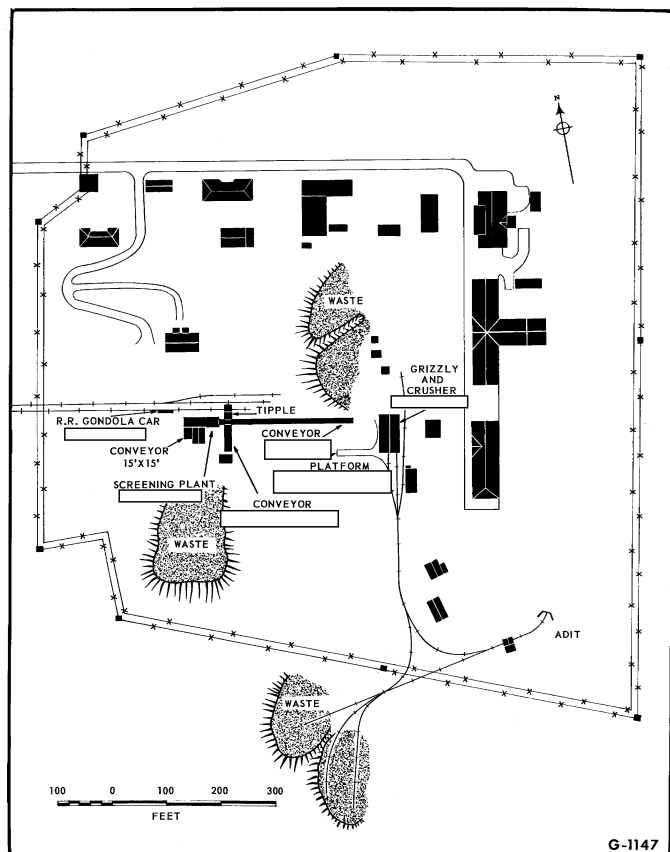 N
WASTE
GRIZZLY
AND
CRUSHER
TIPPLE
R.R. GONDOLA CAR
CONVEYOR
CONVEYOR
15'X15'
PLATFORM
SCREENING PLANT
CONVEYOR
WASTE
ADIT
WASTE
100 0 100 200 300
FEET
G-1147